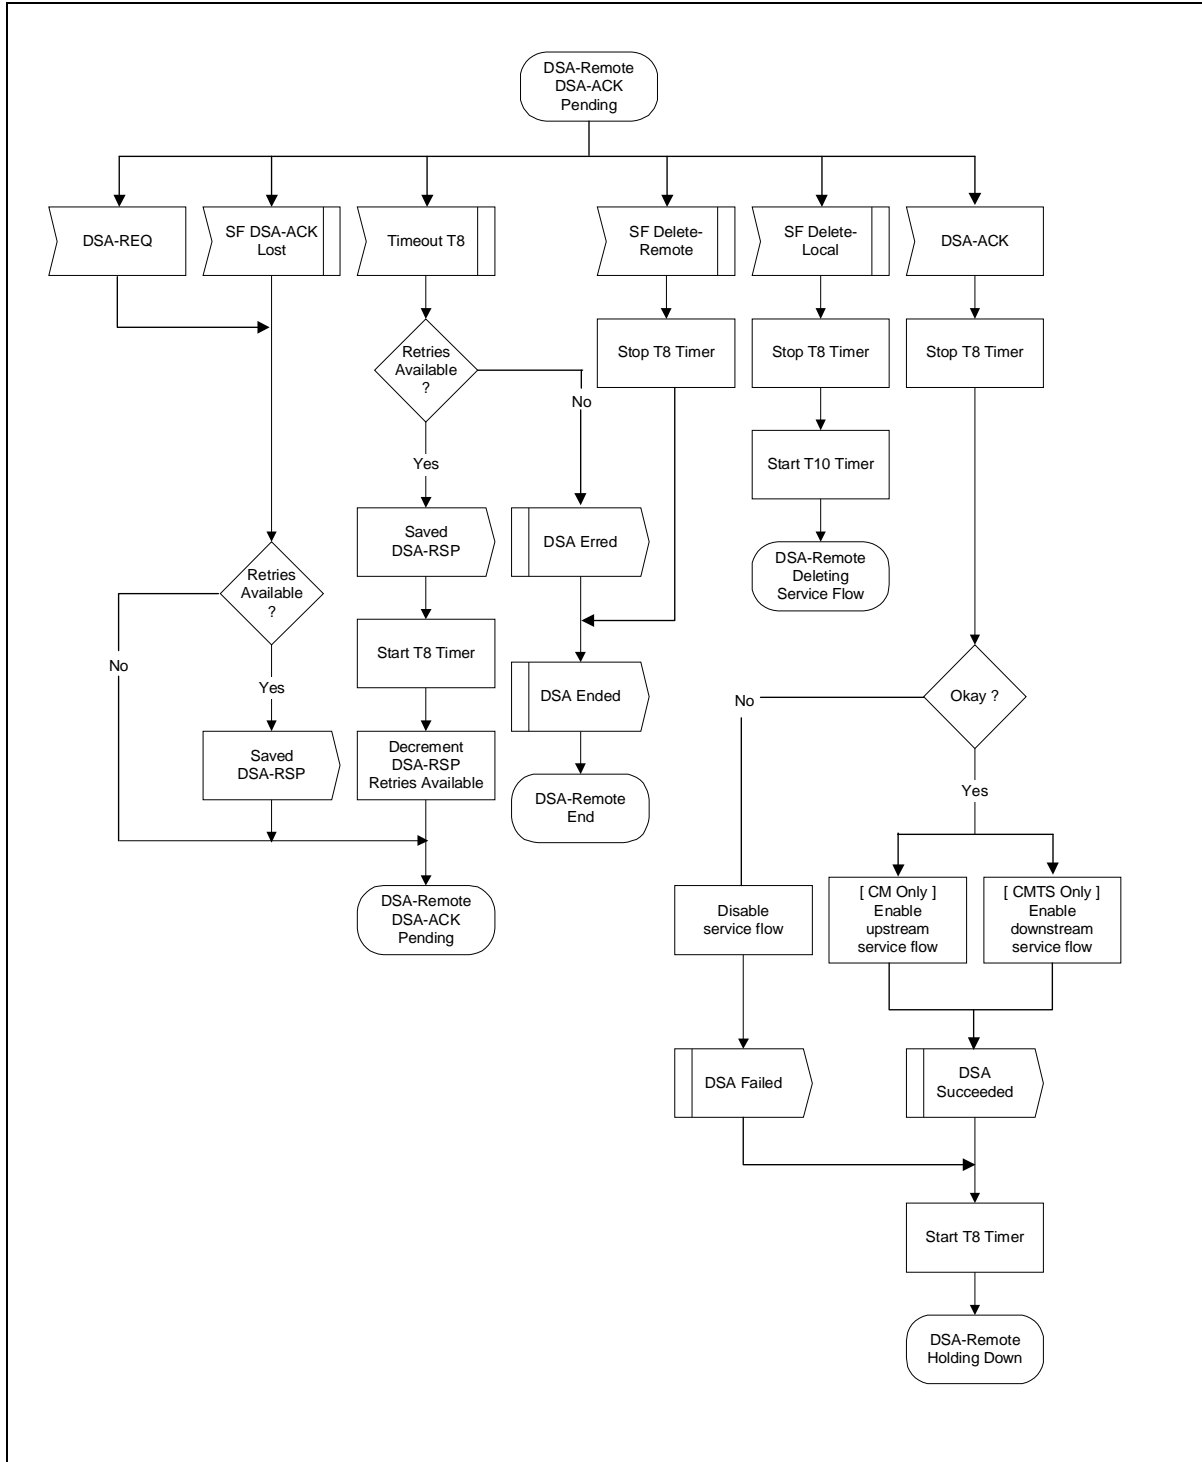 DSA-Remote
DSA-ACK
Pending
DSA-REQ
SF DSA-ACK
Lost
Timeout T8
SF Delete-
Remote
SF Delete-
Local
DSA-ACK
Retries
Available
?
Stop T8 Timer
Stop T8 Timer
Stop T8 Timer
No
Yes
Start T10 Timer
Saved
DSA-RSP
DSA Erred
DSA-Remote
Deleting
Service Flow
Retries
Available
?
Start T8 Timer
No
Yes
DSA Ended
No
Okay ?
Saved
DSA-RSP
Decrement
DSA-RSP
Retries Available
DSA-Remote
End
Yes
DSA-Remote
DSA-ACK
Pending
Disable
service flow
[ CM Only ]
Enable
upstream
service flow
[ CMTS Only ]
Enable
downstream
service flow
DSA Failed
DSA
Succeeded
Start T8 Timer
DSA-Remote
Holding Down